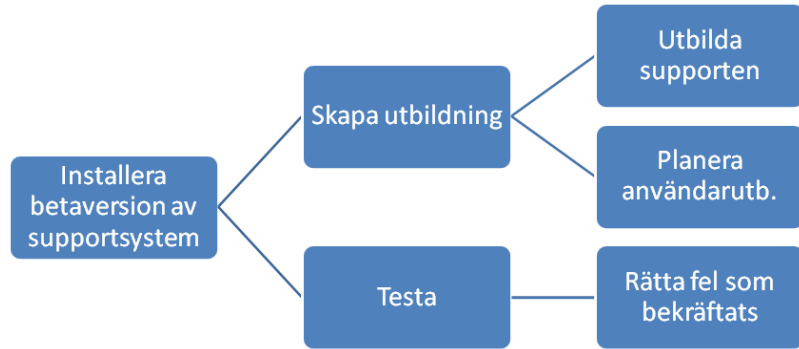 Installera
betaversion av
supportsystem
Skapa utbildning
Utbilda
supporten
Planera
användarutb.
Testa
Rätta fel som
bekräftats